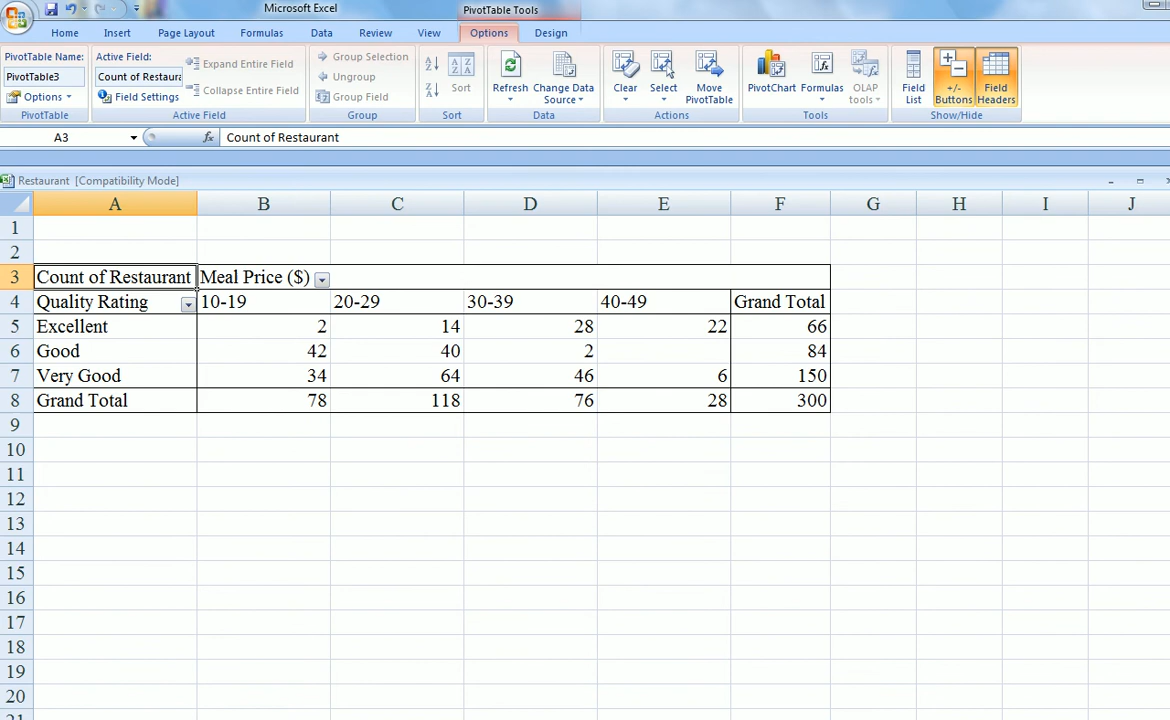 Microsoft Excel
PivotTable Tools
Home Insert Page Layout Formulas Data Review View Options Design
PivotTable Name:
PivotTable3
Options
PivotTable
Active Field:
Count of Restaura
Field Settings
Expand Entire Field
Collapse Entire Field
Active Field
Group Selection
Ungroup
Group Field
Group
Sort
Sort
Refresh
Change Data
Source
Data
Clear
Select
Move
PivotTable
Actions
PivotChart
Formulas
OLAP
tools
Tools
Field
List
+/-
Buttons
Field
Headers
Show/Hide
A3 fx Count of Restaurant
Restaurant [Compatibility Mode]
A B C D E F G H I J
1
2
3 Count of Restaurant Meal Price ($)
4 Quality Rating 10-19 20-29 30-39 40-49 Grand Total
5 Excellent 2 14 28 22 66
6 Good 42 40 2 84
7 Very Good 34 64 46 6 150
8 Grand Total 78 118 76 28 300
9
10
11
12
13
14
15
16
17
18
19
20
21